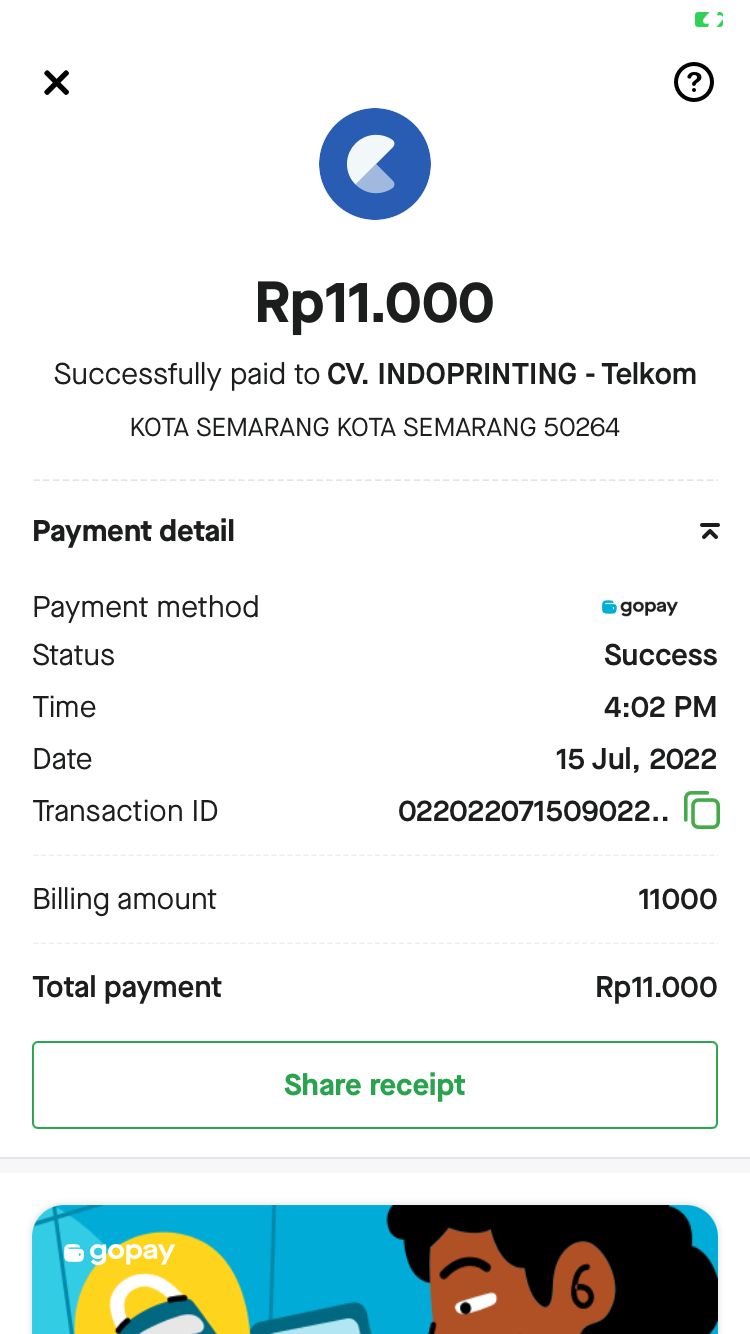 Rp11.000
Successfully paid to CV. INDOPRINTING - Telkom
KOTA SEMARANG KOTA SEMARANG 50264
Payment detail
Payment method gopay
Status Success
Time 4:02 PM
Date 15 Jul, 2022
Transaction ID 022022071509022..
Billing amount 11000
Total payment Rp11.000
Share receipt
gopay